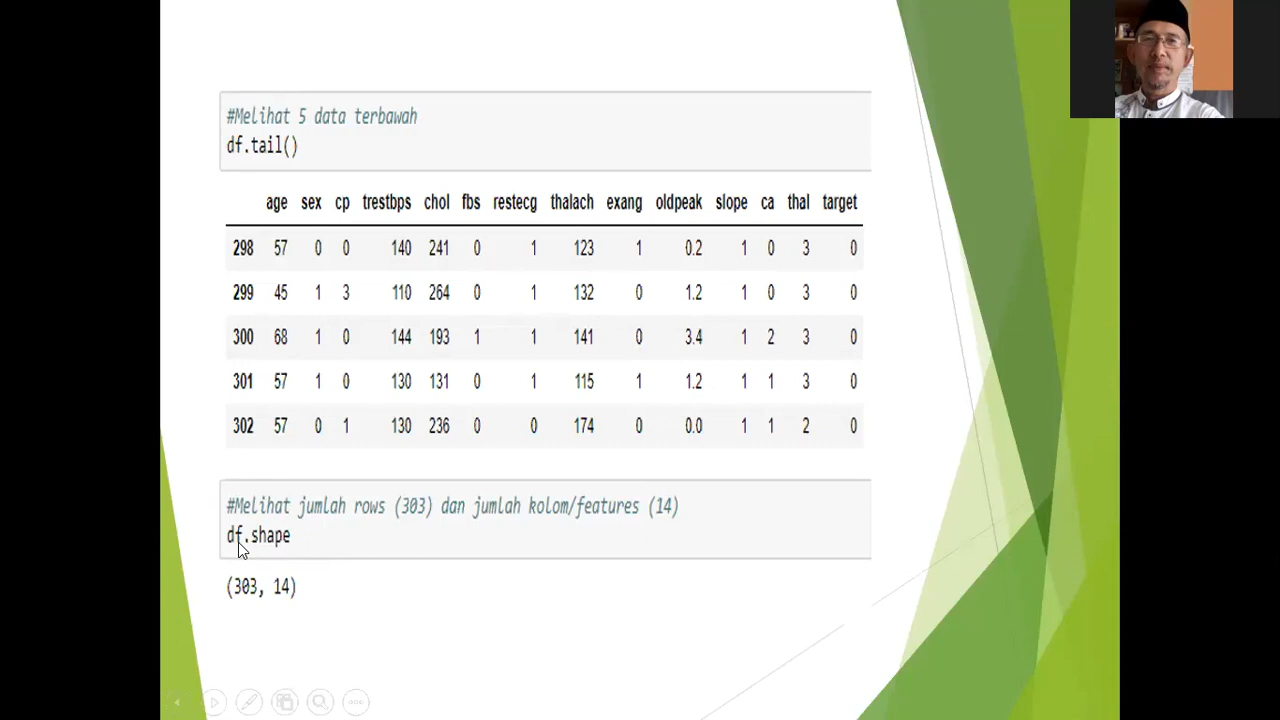 #Melihat 5 data terbawah
df.tail()
age sex cp trestbps chol fbs restecg thalach exang oldpeak slope ca thal target
298 57 0 0 140 241 0 1 123 1 0.2 1 0 3 0
299 45 1 3 110 264 0 1 132 0 1.2 1 0 3 0
300 68 1 0 144 193 1 1 141 0 3.4 1 2 3 0
301 57 1 0 130 131 0 1 115 1 1.2 1 1 3 0
302 57 0 1 130 236 0 0 174 0 0.0 1 1 2 0
#Melihat jumlah rows (303) dan jumlah kolom/features (14)
df.shape
(303, 14)